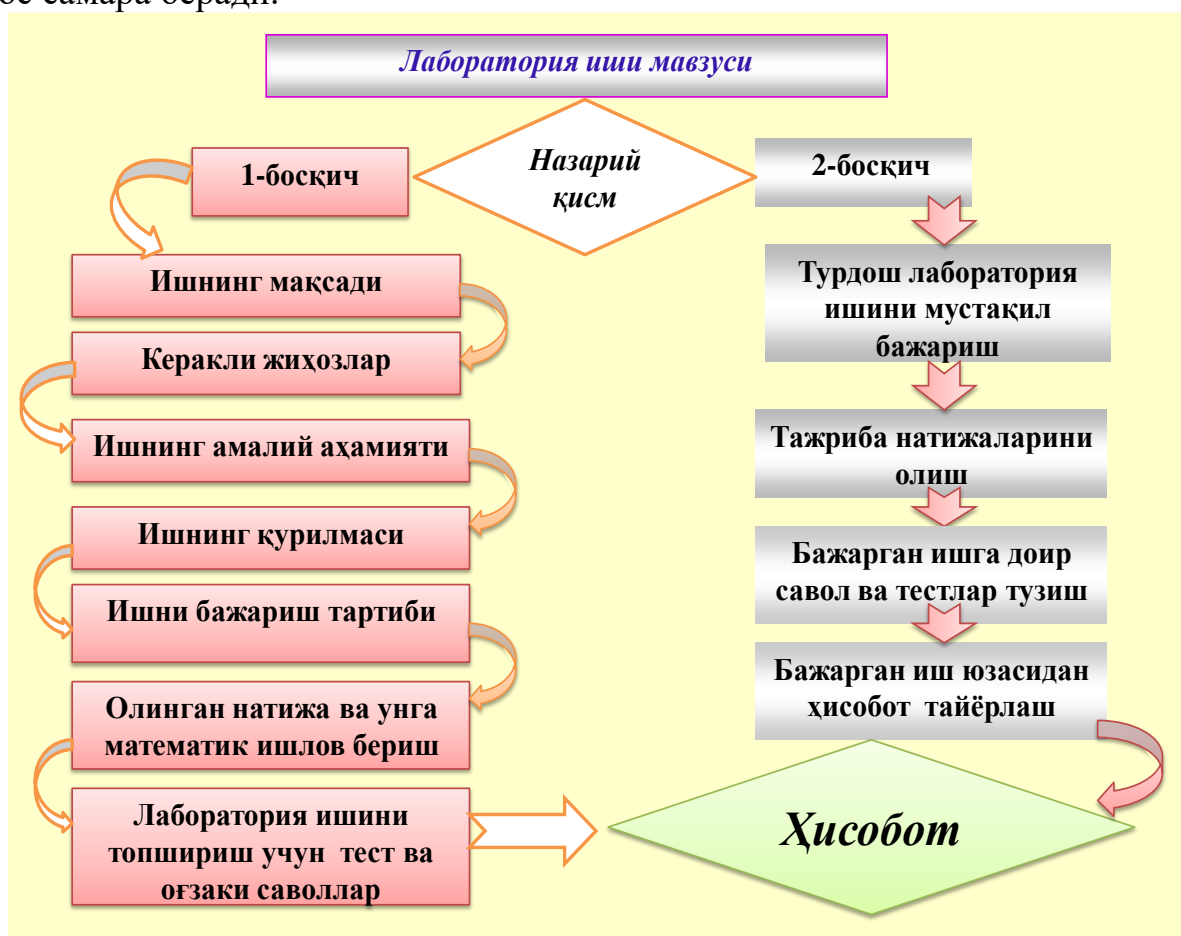 самара беради.
Лаборатория иши мавзуси
Назарий
қисм
1-босқич
Ишнинг мақсади
Керакли жиҳозлар
Ишнинг амалий аҳамияти
Ишнинг қурилмаси
Ишни бажариш тартиби
Олинган натижа ва унга
математик ишлов бериш
Лаборатория ишини
топшириш учун тест ва
оғзаки саволлар
2-босқич
Турдош лаборатория
ишини мустақил
бажариш
Тажриба натижаларини
олиш
Бажарган ишга доир
савол ва тестлар тузиш
Бажарган иш юзасидан
ҳисобот тайёрлаш
Ҳисобот